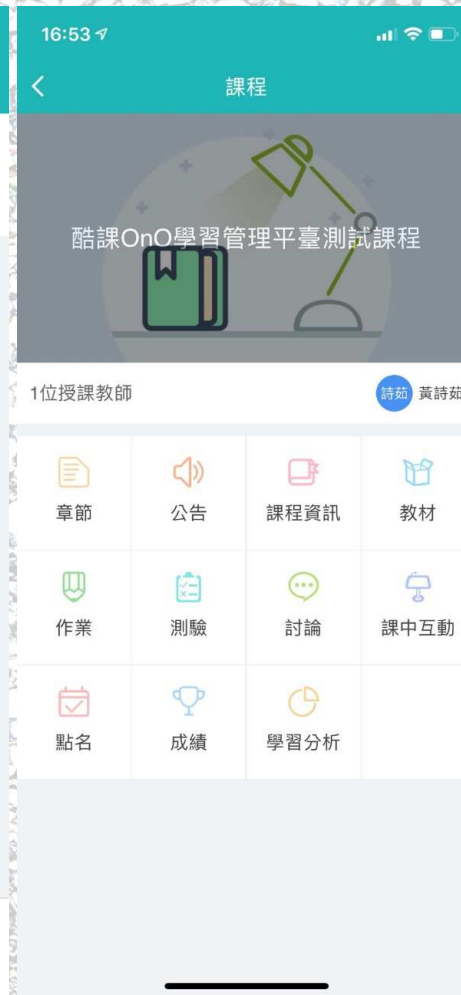 16:53
課程
酷課OnO學習管理平臺測試課程
1位授課教師 詩茹 黃詩茹
章節 公告 課程資訊 教材
作業 測驗 討論 課中互動
點名 成績 學習分析